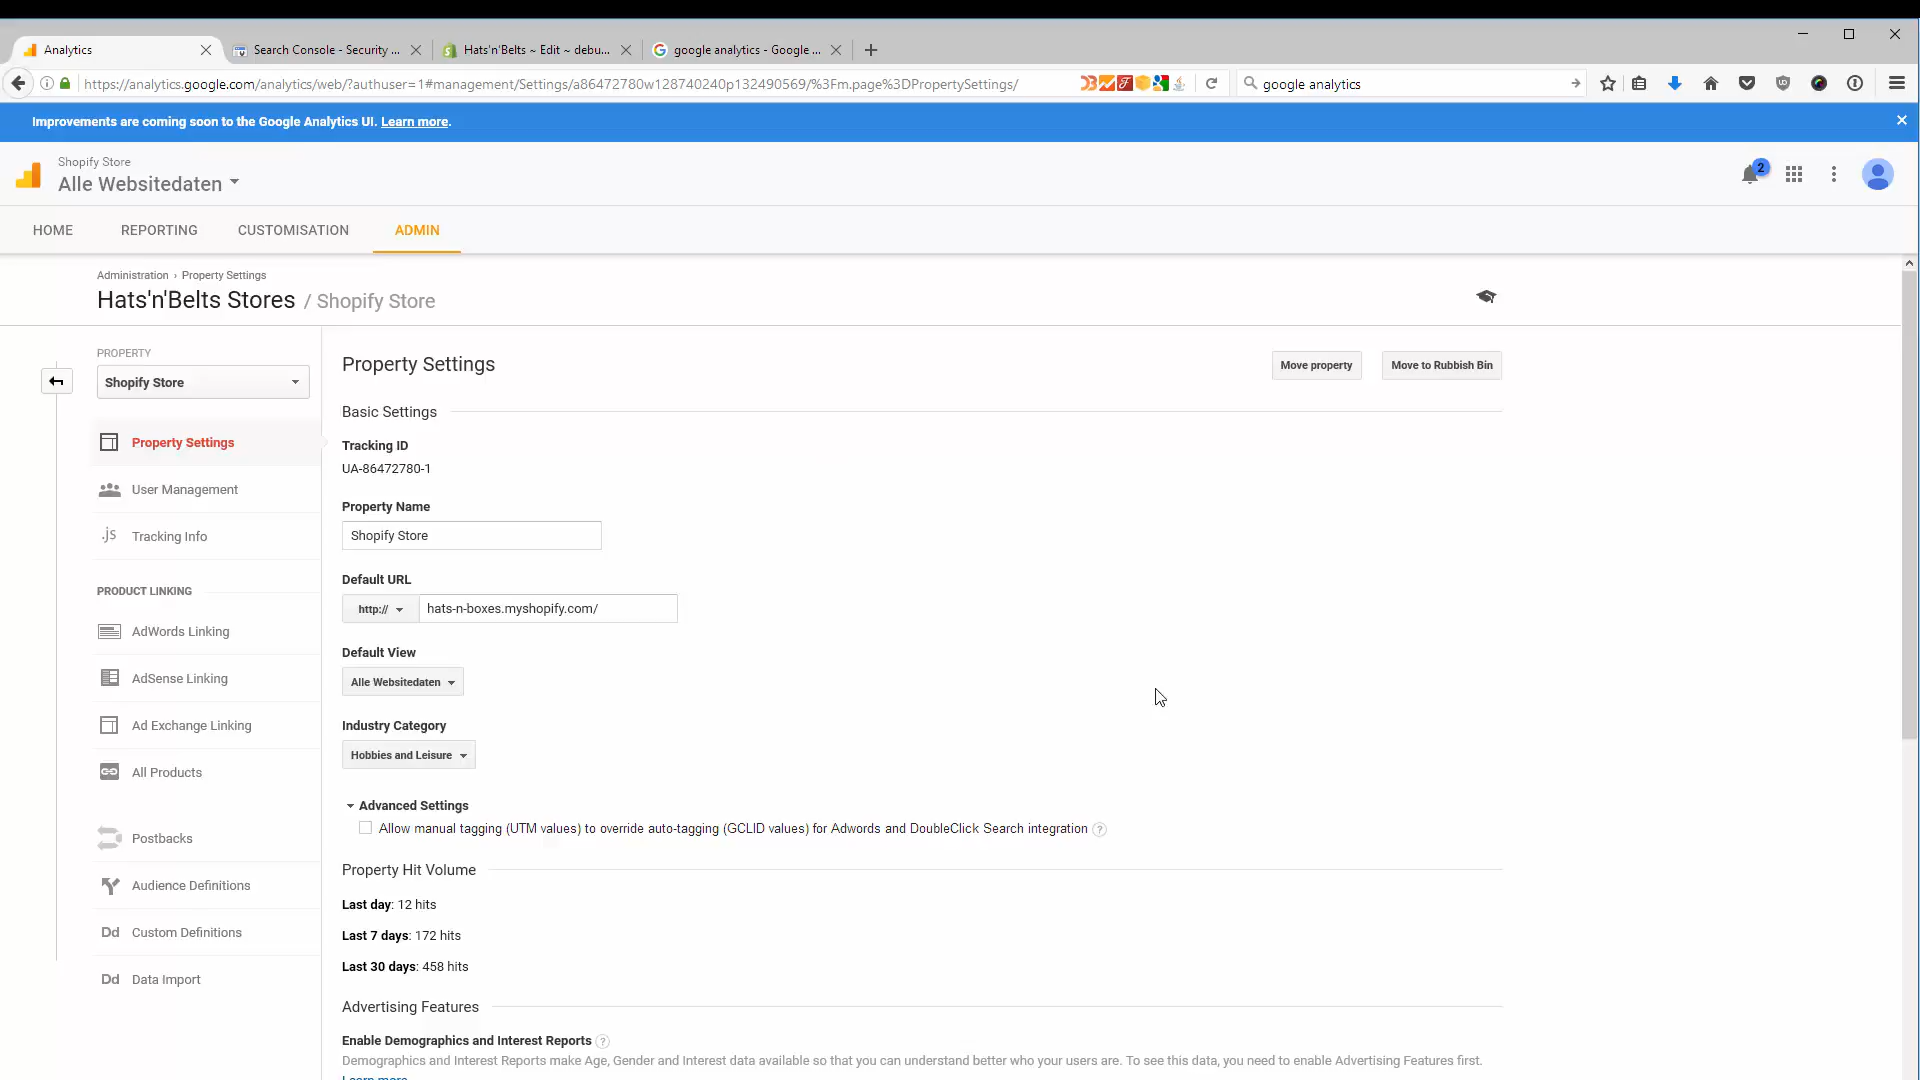 Analytics
Search Console - Security ...
Hats'n'Belts ~ Edit ~ debu...
google analytics - Google ...
https://analytics.google.com/analytics/web/?authuser=1#management/Settings/a86472780w128740240p132490569/%3Fm.page%3DPropertySettings/
google analytics
Improvements are coming soon to the Google Analytics UI. Learn more.
Shopify Store
Alle Websitedaten
2
HOME
REPORTING
CUSTOMISATION
ADMIN
Administration › Property Settings
Hats'n'Belts Stores / Shopify Store
PROPERTY
Shopify Store
Property Settings
User Management
.js Tracking Info
PRODUCT LINKING
AdWords Linking
AdSense Linking
Ad Exchange Linking
All Products
Postbacks
Audience Definitions
Dd Custom Definitions
Dd Data Import
Property Settings
Move property
Move to Rubbish Bin
Basic Settings
Tracking ID
UA-86472780-1
Property Name
Shopify Store
Default URL
http:// hats-n-boxes.myshopify.com/
Default View
Alle Websitedaten
Industry Category
Hobbies and Leisure
Advanced Settings
Allow manual tagging (UTM values) to override auto-tagging (GCLID values) for Adwords and DoubleClick Search integration ?
Property Hit Volume
Last day: 12 hits
Last 7 days: 172 hits
Last 30 days: 458 hits
Advertising Features
Enable Demographics and Interest Reports ?
Demographics and Interest Reports make Age, Gender and Interest data available so that you can understand better who your users are. To see this data, you need to enable Advertising Features first.
Learn more